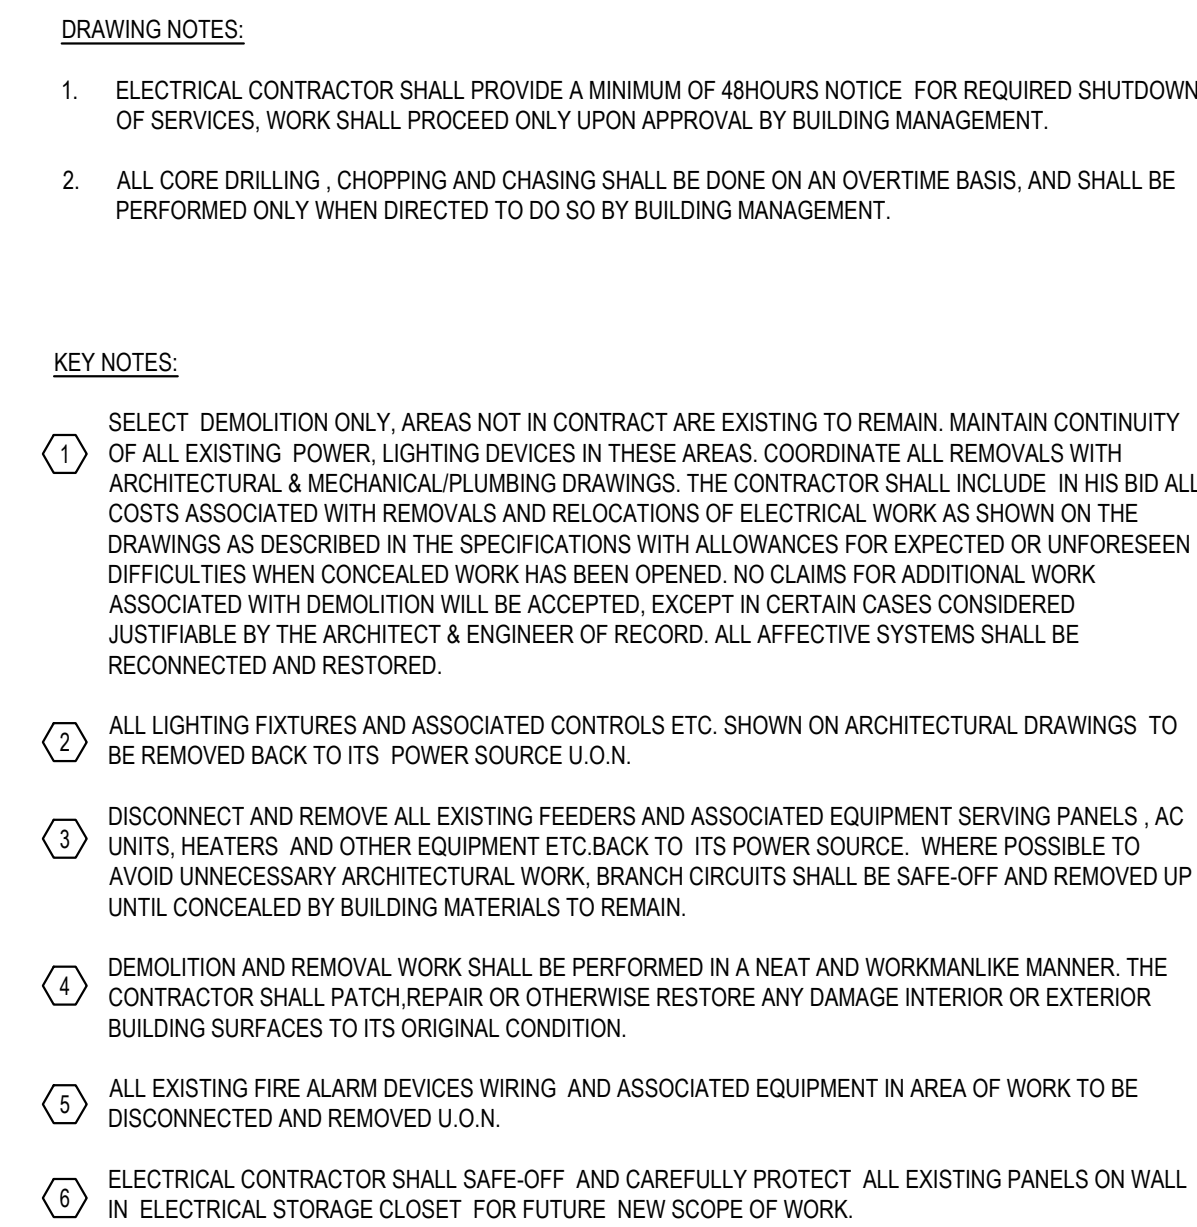 DRAWING NOTES:
1. ELECTRICAL CONTRACTOR SHALL PROVIDE A MINIMUM OF 48HOURS NOTICE FOR REQUIRED SHUTDOWN
OF SERVICES, WORK SHALL PROCEED ONLY UPON APPROVAL BY BUILDING MANAGEMENT.
2. ALL CORE DRILLING , CHOPPING AND CHASING SHALL BE DONE ON AN OVERTIME BASIS, AND SHALL BE
PERFORMED ONLY WHEN DIRECTED TO DO SO BY BUILDING MANAGEMENT.
KEY NOTES:
SELECT DEMOLITION ONLY, AREAS NOT IN CONTRACT ARE EXISTING TO REMAIN. MAINTAIN CONTINUITY
1 OF ALL EXISTING POWER, LIGHTING DEVICES IN THESE AREAS. COORDINATE ALL REMOVALS WITH
ARCHITECTURAL & MECHANICAL/PLUMBING DRAWINGS. THE CONTRACTOR SHALL INCLUDE IN HIS BID ALL
COSTS ASSOCIATED WITH REMOVALS AND RELOCATIONS OF ELECTRICAL WORK AS SHOWN ON THE
DRAWINGS AS DESCRIBED IN THE SPECIFICATIONS WITH ALLOWANCES FOR EXPECTED OR UNFORESEEN
DIFFICULTIES WHEN CONCEALED WORK HAS BEEN OPENED. NO CLAIMS FOR ADDITIONAL WORK
ASSOCIATED WITH DEMOLITION WILL BE ACCEPTED, EXCEPT IN CERTAIN CASES CONSIDERED
JUSTIFIABLE BY THE ARCHITECT & ENGINEER OF RECORD. ALL AFFECTIVE SYSTEMS SHALL BE
RECONNECTED AND RESTORED.
2 ALL LIGHTING FIXTURES AND ASSOCIATED CONTROLS ETC. SHOWN ON ARCHITECTURAL DRAWINGS TO
BE REMOVED BACK TO ITS POWER SOURCE U.O.N.
3 DISCONNECT AND REMOVE ALL EXISTING FEEDERS AND ASSOCIATED EQUIPMENT SERVING PANELS , AC
UNITS, HEATERS AND OTHER EQUIPMENT ETC.BACK TO ITS POWER SOURCE. WHERE POSSIBLE TO
AVOID UNNECESSARY ARCHITECTURAL WORK, BRANCH CIRCUITS SHALL BE SAFE-OFF AND REMOVED UP
UNTIL CONCEALED BY BUILDING MATERIALS TO REMAIN.
4 DEMOLITION AND REMOVAL WORK SHALL BE PERFORMED IN A NEAT AND WORKMANLIKE MANNER. THE
CONTRACTOR SHALL PATCH,REPAIR OR OTHERWISE RESTORE ANY DAMAGE INTERIOR OR EXTERIOR
BUILDING SURFACES TO ITS ORIGINAL CONDITION.
5 ALL EXISTING FIRE ALARM DEVICES WIRING AND ASSOCIATED EQUIPMENT IN AREA OF WORK TO BE
DISCONNECTED AND REMOVED U.O.N.
6 ELECTRICAL CONTRACTOR SHALL SAFE-OFF AND CAREFULLY PROTECT ALL EXISTING PANELS ON WALL
IN ELECTRICAL STORAGE CLOSET FOR FUTURE NEW SCOPE OF WORK.